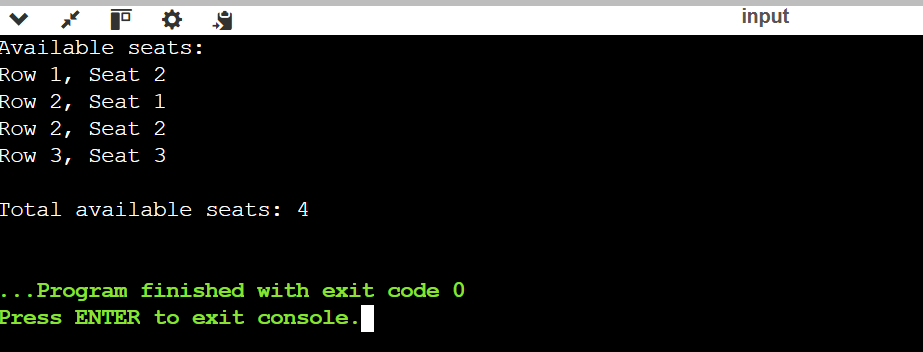 input
Available seats:
Row 1, Seat 2
Row 2, Seat 1
Row 2, Seat 2
Row 3, Seat 3
Total available seats: 4
...Program finished with exit code 0
Press ENTER to exit console.